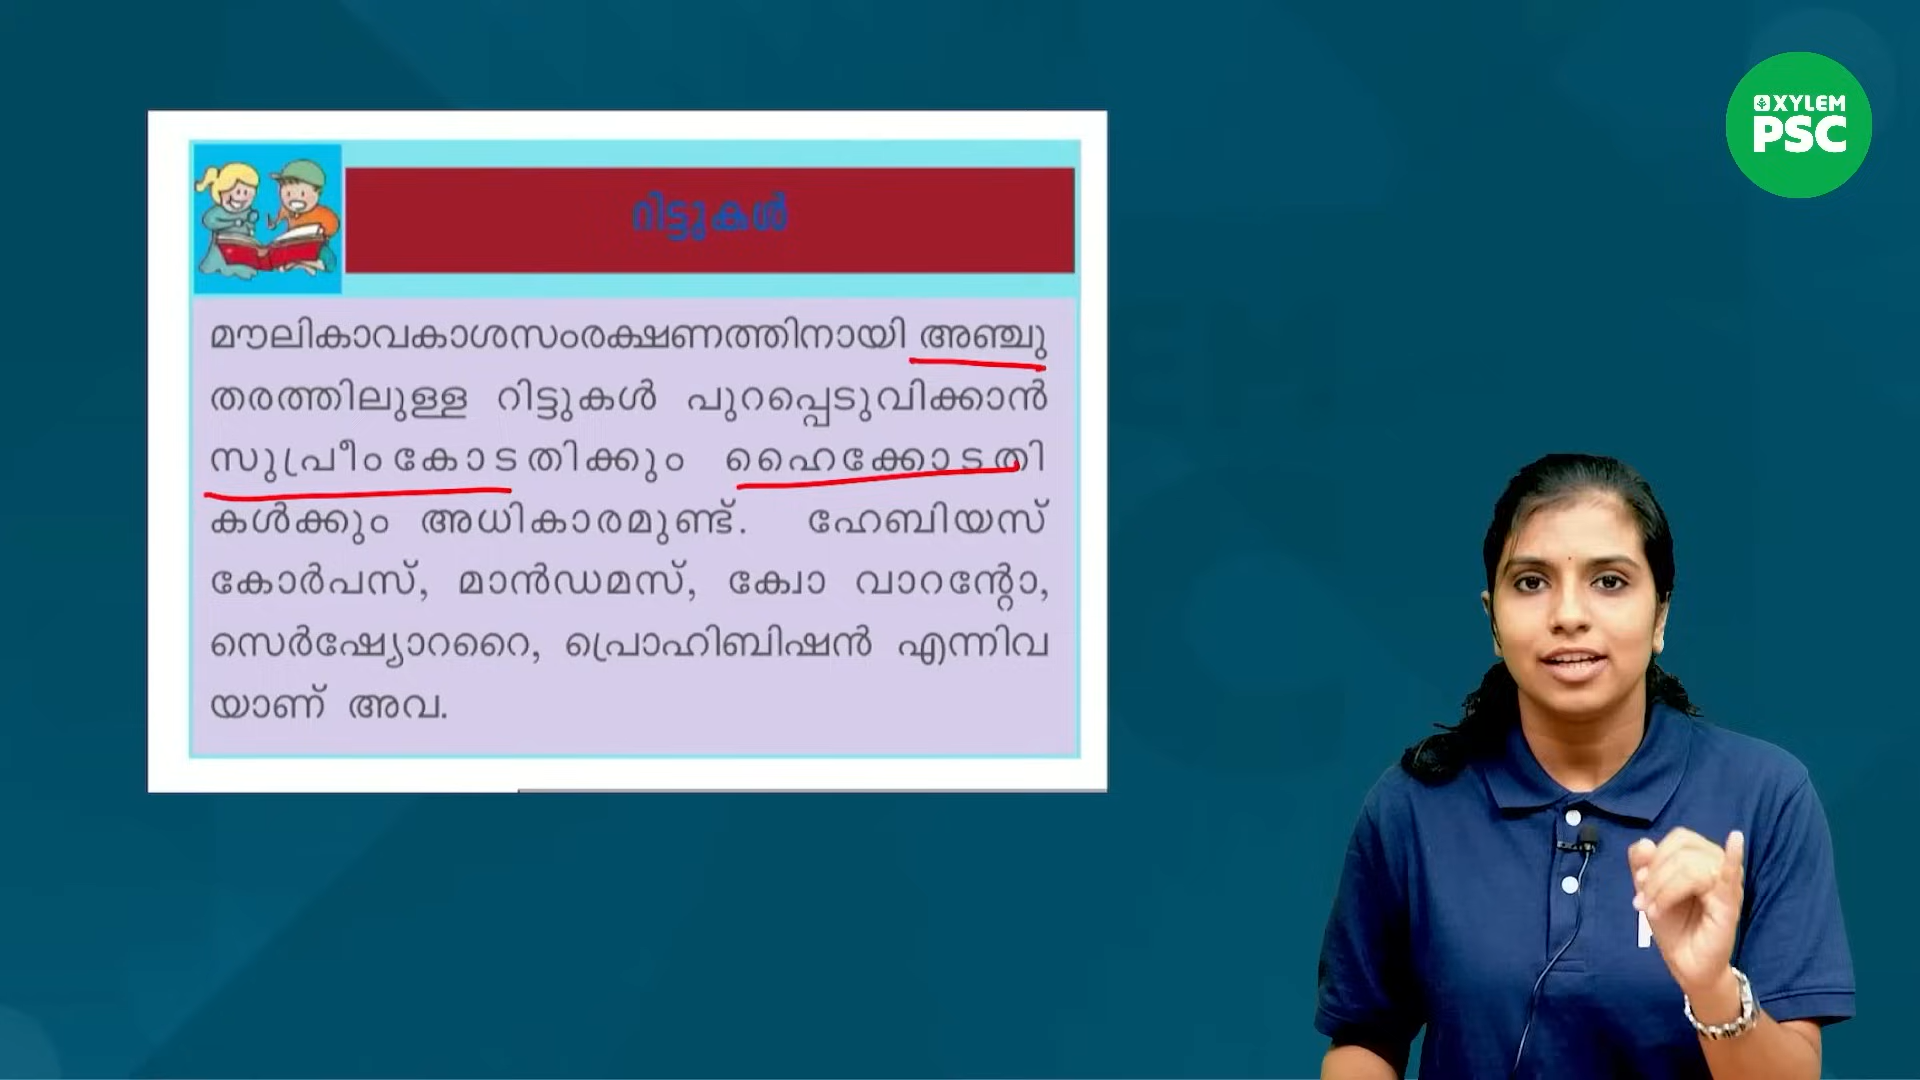 റിട്ടുകൾ
മൗലികാവകാശസംരക്ഷണത്തിനായി അഞ്ചു
തരത്തിലുള്ള റിട്ടുകൾ പുറപ്പെടുവിക്കാൻ
സുപ്രീംകോടതിക്കും ഹൈക്കോടതി
കൾക്കും അധികാരമുണ്ട്. ഹേബിയസ്
കോർപസ്, മാൻഡമസ്, ക്വോ വാറന്റോ,
സെർഷ്യോററൈ, പ്രൊഹിബിഷൻ എന്നിവ
യാണ് അവ.
XYLEM
PSC